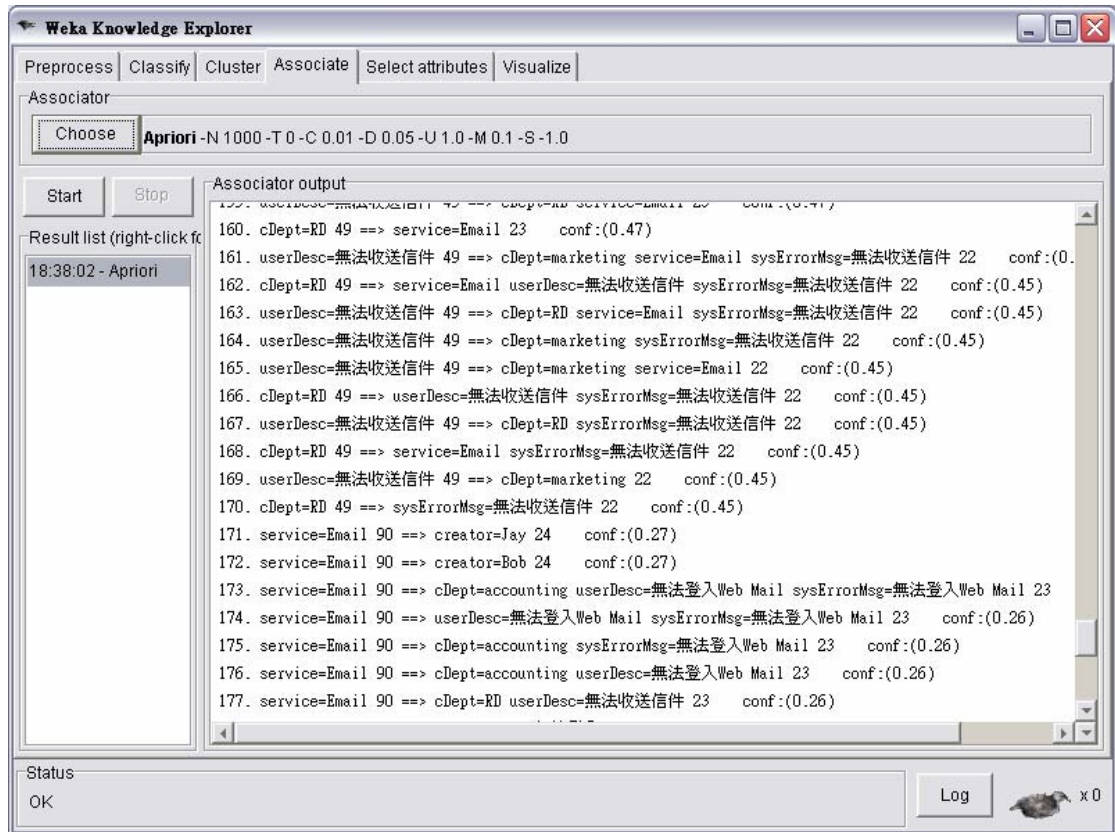 Weka Knowledge Explorer
Preprocess Classify Cluster Associate Select attributes Visualize
Associator
Choose Apriori -N 1000 -T 0 -C 0.01 -D 0.05 -U 1.0 -M 0.1 -S -1.0
Start Stop
Associator output
Result list (right-click fo
18:38:02 - Apriori
160. cDept=RD 49 ==> service=Email 23 conf:(0.47)
161. userDesc=無法收送信件 49 ==> cDept=marketing service=Email sysErrorMsg=無法收送信件 22 conf:(0.
162. cDept=RD 49 ==> service=Email userDesc=無法收送信件 sysErrorMsg=無法收送信件 22 conf:(0.45)
163. userDesc=無法收送信件 49 ==> cDept=RD service=Email sysErrorMsg=無法收送信件 22 conf:(0.45)
164. userDesc=無法收送信件 49 ==> cDept=marketing sysErrorMsg=無法收送信件 22 conf:(0.45)
165. userDesc=無法收送信件 49 ==> cDept=marketing service=Email 22 conf:(0.45)
166. cDept=RD 49 ==> userDesc=無法收送信件 sysErrorMsg=無法收送信件 22 conf:(0.45)
167. userDesc=無法收送信件 49 ==> cDept=RD sysErrorMsg=無法收送信件 22 conf:(0.45)
168. cDept=RD 49 ==> service=Email sysErrorMsg=無法收送信件 22 conf:(0.45)
169. userDesc=無法收送信件 49 ==> cDept=marketing 22 conf:(0.45)
170. cDept=RD 49 ==> sysErrorMsg=無法收送信件 22 conf:(0.45)
171. service=Email 90 ==> creator=Jay 24 conf:(0.27)
172. service=Email 90 ==> creator=Bob 24 conf:(0.27)
173. service=Email 90 ==> cDept=accounting userDesc=無法登入Web Mail sysErrorMsg=無法登入Web Mail 23
174. service=Email 90 ==> userDesc=無法登入Web Mail sysErrorMsg=無法登入Web Mail 23 conf:(0.26)
175. service=Email 90 ==> cDept=accounting sysErrorMsg=無法登入Web Mail 23 conf:(0.26)
176. service=Email 90 ==> cDept=accounting userDesc=無法登入Web Mail 23 conf:(0.26)
177. service=Email 90 ==> cDept=RD userDesc=無法收送信件 23 conf:(0.26)
Status
OK
Log
x 0